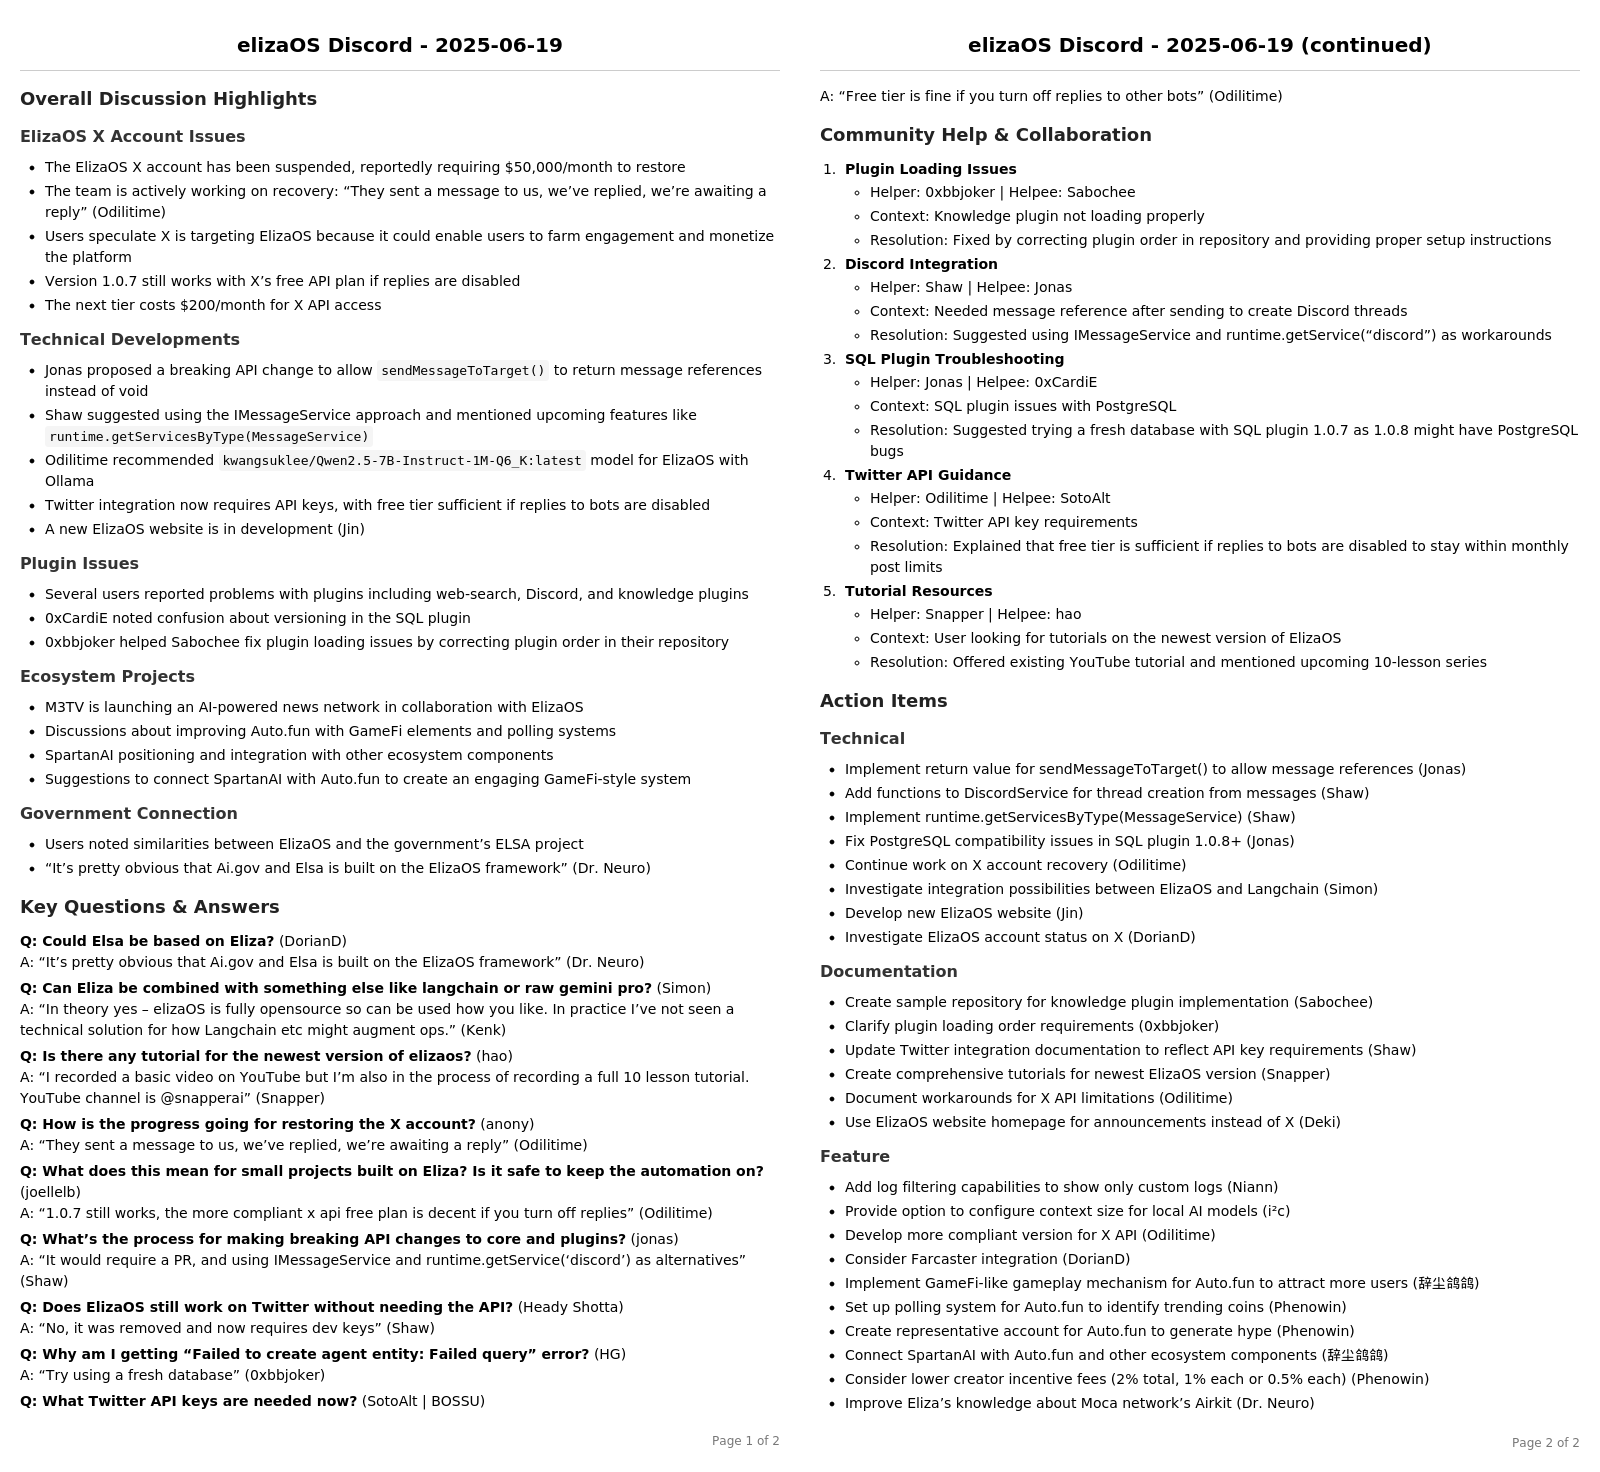 elizaOS Discord - 2025-06-19
Overall Discussion Highlights
ElizaOS X Account Issues
• The ElizaOS X account has been suspended, reportedly requiring $50,000/month to restore
• The team is actively working on recovery: “They sent a message to us, we’ve replied, we’re awaiting a
reply” (Odilitime)
• Users speculate X is targeting ElizaOS because it could enable users to farm engagement and monetize
the platform
• Version 1.0.7 still works with X’s free API plan if replies are disabled
• The next tier costs $200/month for X API access
Technical Developments
• Jonas proposed a breaking API change to allow sendMessageToTarget() to return message references
instead of void
• Shaw suggested using the IMessageService approach and mentioned upcoming features like
runtime.getServicesByType(MessageService)
• Odilitime recommended kwangsuklee/Qwen2.5-7B-Instruct-1M-Q6_K:latest model for ElizaOS with
Ollama
• Twitter integration now requires API keys, with free tier sufficient if replies to bots are disabled
• A new ElizaOS website is in development (Jin)
Plugin Issues
• Several users reported problems with plugins including web-search, Discord, and knowledge plugins
• 0xCardiE noted confusion about versioning in the SQL plugin
• 0xbbjoker helped Sabochee fix plugin loading issues by correcting plugin order in their repository
Ecosystem Projects
• M3TV is launching an AI-powered news network in collaboration with ElizaOS
• Discussions about improving Auto.fun with GameFi elements and polling systems
• SpartanAI positioning and integration with other ecosystem components
• Suggestions to connect SpartanAI with Auto.fun to create an engaging GameFi-style system
Government Connection
• Users noted similarities between ElizaOS and the government’s ELSA project
• “It’s pretty obvious that Ai.gov and Elsa is built on the ElizaOS framework” (Dr. Neuro)
Key Questions & Answers
Q: Could Elsa be based on Eliza? (DorianD)
A: “It’s pretty obvious that Ai.gov and Elsa is built on the ElizaOS framework” (Dr. Neuro)
Q: Can Eliza be combined with something else like langchain or raw gemini pro? (Simon)
A: “In theory yes – elizaOS is fully opensource so can be used how you like. In practice I’ve not seen a
technical solution for how Langchain etc might augment ops.” (Kenk)
Q: Is there any tutorial for the newest version of elizaos? (hao)
A: “I recorded a basic video on YouTube but I’m also in the process of recording a full 10 lesson tutorial.
YouTube channel is @snapperai” (Snapper)
Q: How is the progress going for restoring the X account? (anony)
A: “They sent a message to us, we’ve replied, we’re awaiting a reply” (Odilitime)
Q: What does this mean for small projects built on Eliza? Is it safe to keep the automation on?
(joellelb)
A: “1.0.7 still works, the more compliant x api free plan is decent if you turn off replies” (Odilitime)
Q: What’s the process for making breaking API changes to core and plugins? (jonas)
A: “It would require a PR, and using IMessageService and runtime.getService(‘discord’) as alternatives”
(Shaw)
Q: Does ElizaOS still work on Twitter without needing the API? (Heady Shotta)
A: “No, it was removed and now requires dev keys” (Shaw)
Q: Why am I getting “Failed to create agent entity: Failed query” error? (HG)
A: “Try using a fresh database” (0xbbjoker)
Q: What Twitter API keys are needed now? (SotoAlt | BOSSU)
Page 1 of 2
elizaOS Discord - 2025-06-19 (continued)
A: “Free tier is fine if you turn off replies to other bots” (Odilitime)
Community Help & Collaboration
1. Plugin Loading Issues
◦ Helper: 0xbbjoker | Helpee: Sabochee
◦ Context: Knowledge plugin not loading properly
◦ Resolution: Fixed by correcting plugin order in repository and providing proper setup instructions
2. Discord Integration
◦ Helper: Shaw | Helpee: Jonas
◦ Context: Needed message reference after sending to create Discord threads
◦ Resolution: Suggested using IMessageService and runtime.getService(“discord”) as workarounds
3. SQL Plugin Troubleshooting
◦ Helper: Jonas | Helpee: 0xCardiE
◦ Context: SQL plugin issues with PostgreSQL
◦ Resolution: Suggested trying a fresh database with SQL plugin 1.0.7 as 1.0.8 might have PostgreSQL
bugs
4. Twitter API Guidance
◦ Helper: Odilitime | Helpee: SotoAlt
◦ Context: Twitter API key requirements
◦ Resolution: Explained that free tier is sufficient if replies to bots are disabled to stay within monthly
post limits
5. Tutorial Resources
◦ Helper: Snapper | Helpee: hao
◦ Context: User looking for tutorials on the newest version of ElizaOS
◦ Resolution: Offered existing YouTube tutorial and mentioned upcoming 10-lesson series
Action Items
Technical
• Implement return value for sendMessageToTarget() to allow message references (Jonas)
• Add functions to DiscordService for thread creation from messages (Shaw)
• Implement runtime.getServicesByType(MessageService) (Shaw)
• Fix PostgreSQL compatibility issues in SQL plugin 1.0.8+ (Jonas)
• Continue work on X account recovery (Odilitime)
• Investigate integration possibilities between ElizaOS and Langchain (Simon)
• Develop new ElizaOS website (Jin)
• Investigate ElizaOS account status on X (DorianD)
Documentation
• Create sample repository for knowledge plugin implementation (Sabochee)
• Clarify plugin loading order requirements (0xbbjoker)
• Update Twitter integration documentation to reflect API key requirements (Shaw)
• Create comprehensive tutorials for newest ElizaOS version (Snapper)
• Document workarounds for X API limitations (Odilitime)
• Use ElizaOS website homepage for announcements instead of X (Deki)
Feature
• Add log filtering capabilities to show only custom logs (Niann)
• Provide option to configure context size for local AI models (i²c)
• Develop more compliant version for X API (Odilitime)
• Consider Farcaster integration (DorianD)
• Implement GameFi-like gameplay mechanism for Auto.fun to attract more users (辞尘鸽鸽)
• Set up polling system for Auto.fun to identify trending coins (Phenowin)
• Create representative account for Auto.fun to generate hype (Phenowin)
• Connect SpartanAI with Auto.fun and other ecosystem components (辞尘鸽鸽)
• Consider lower creator incentive fees (2% total, 1% each or 0.5% each) (Phenowin)
• Improve Eliza’s knowledge about Moca network’s Airkit (Dr. Neuro)
Page 2 of 2